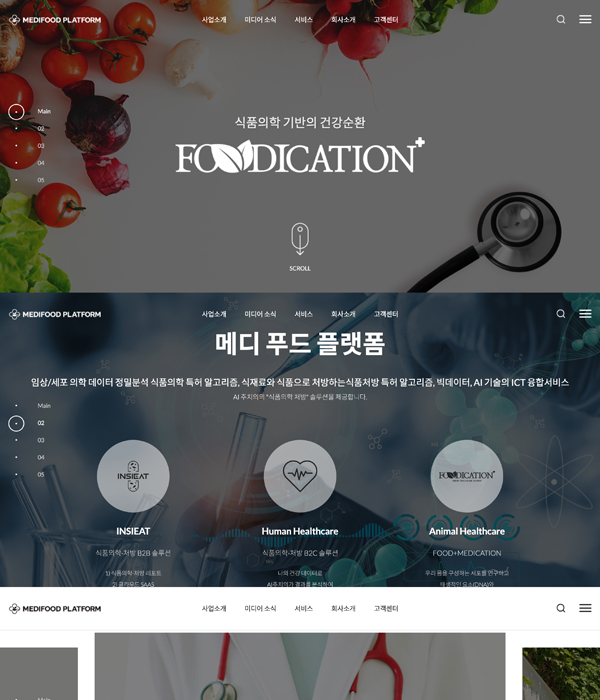 MEDIFOOD PLATFORM
사업소개 미디어 소식 서비스 회사소개 고객센터
Main
02
03
04
05
식품의학 기반의 건강순환
FOODICATION+
SCROLL
MEDIFOOD PLATFORM
사업소개 미디어 소식 서비스 회사소개 고객센터
메디 푸드 플랫폼
임상/세포 의학 데이터 정밀분석 식품의학 특허 알고리즘, 식재료와 식품으로 처방하는식품처방 특허 알고리즘, 빅데이터, AI 기술의 ICT 융합서비스
AI 주치의의 "식품의학 처방" 솔루션을 제공합니다.
Main
02
03
04
05
INSIEAT
FOODICATION+
INSIEAT
Human Healthcare
Animal Healthcare
식품의학-처방 B2B 솔루션
식품의학-처방 B2C 솔루션
FOOD+MEDICATION
1) 식품의학 처방 리포트
나의 건강 데이터로
우리 몸을 구성하는 세포를 연구하고
2) 클라우드 SAAS
AI주치의가 결과를 분석하여
태생적인 요소(DNA)와
MEDIFOOD PLATFORM
사업소개 미디어 소식 서비스 회사소개 고객센터
Main